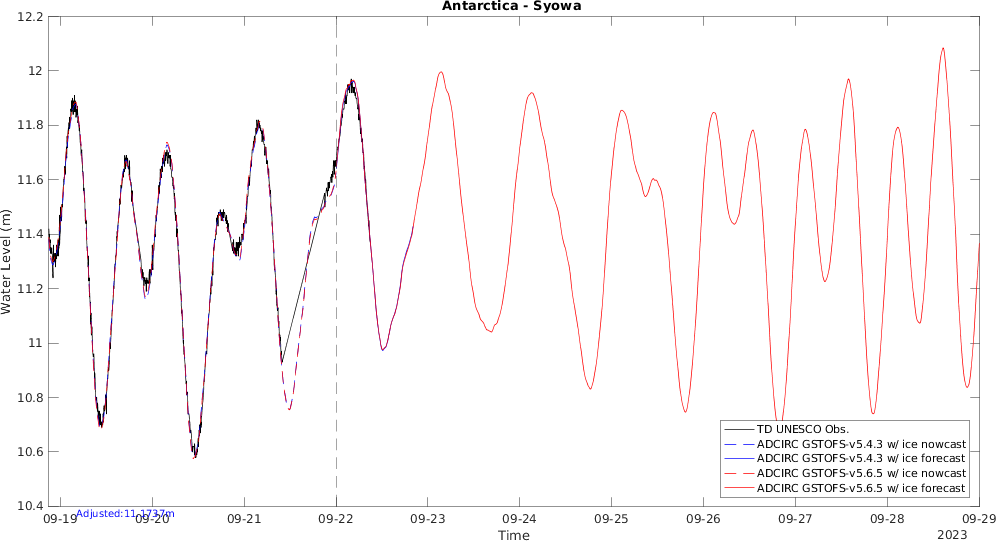 Antarctica - Syowa
12.2
12
11.8
11.6
11.4
11.2
11
10.8
10.6
10.4
Water Level (m)
TD UNESCO Obs.
ADCIRC GSTOFS-v5.4.3 w/ ice nowcast
ADCIRC GSTOFS-v5.4.3 w/ ice forecast
ADCIRC GSTOFS-v5.6.5 w/ ice nowcast
ADCIRC GSTOFS-v5.6.5 w/ ice forecast
Adjusted:11.1737m
09-19 09-20 09-21 09-22 09-23 09-24 09-25 09-26 09-27 09-28 09-29
Time
2023